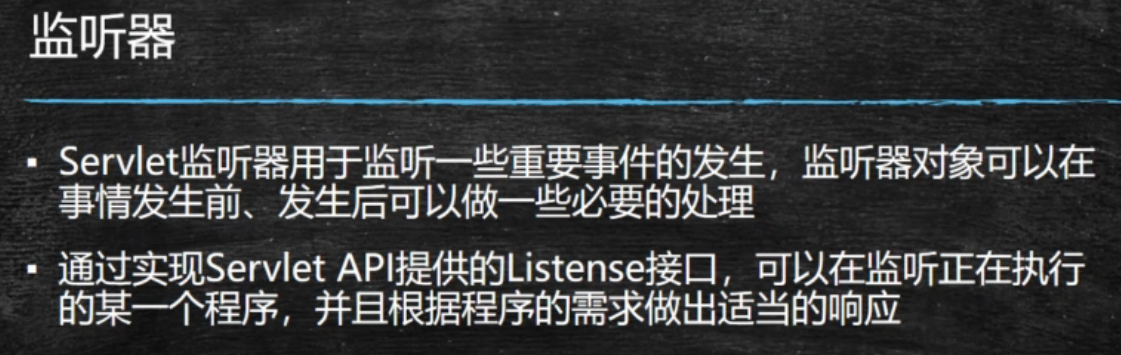 监听器
▪ Servlet监听器用于监听一些重要事件的发生，监听器对象可以在
事情发生前、发生后可以做一些必要的处理
▪ 通过实现Servlet API提供的Listense接口，可以在监听正在执行
的某一个程序，并且根据程序的需求做出适当的响应